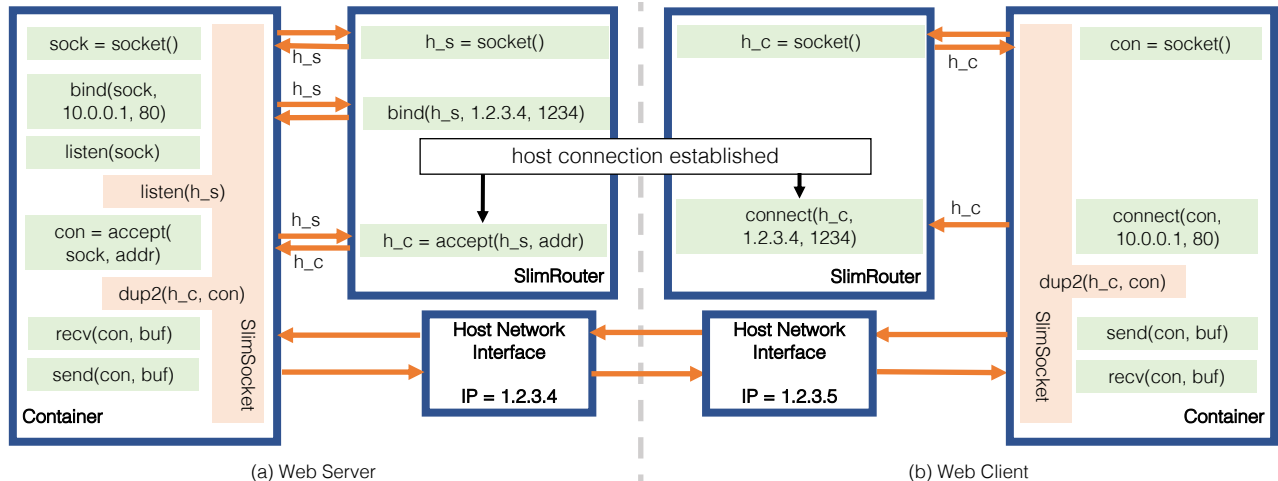 sock = socket()
h_s
h_s = socket()
bind(sock,
10.0.0.1, 80)
h_s
bind(h_s, 1.2.3.4, 1234)
listen(sock)
listen(h_s)
con = accept(
sock, addr)
h_s
h_c
h_c = accept(h_s, addr)
SlimRouter
dup2(h_c, con)
recv(con, buf)
send(con, buf)
SlimSocket
Container
Host Network
Interface
IP = 1.2.3.4
(a) Web Server
host connection established
h_c = socket()
h_c
con = socket()
connect(h_c,
1.2.3.4, 1234)
SlimRouter
h_c
connect(con,
10.0.0.1, 80)
dup2(h_c, con)
send(con, buf)
recv(con, buf)
SlimSocket
Container
Host Network
Interface
IP = 1.2.3.5
(b) Web Client